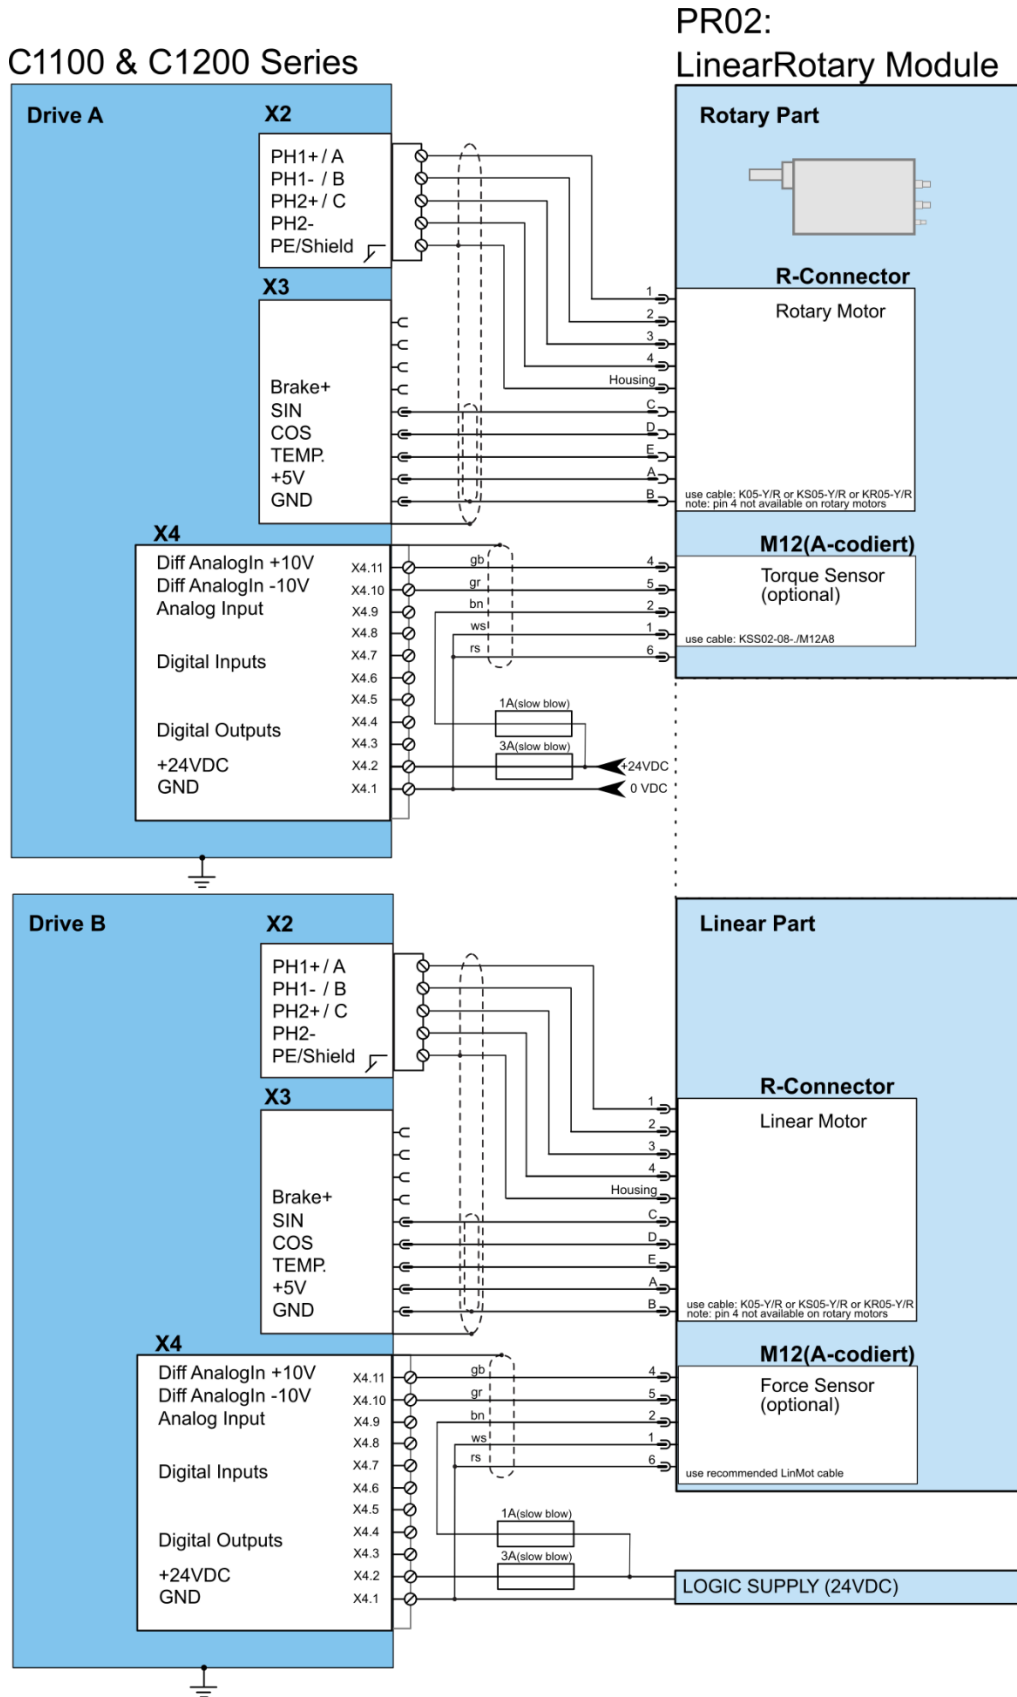 PR02:
C1100 & C1200 Series
LinearRotary Module
Drive A
X2
PH1+ / A
PH1- / B
PH2+ / C
PH2-
PE/Shield
X3
Brake+
SIN
COS
TEMP.
+5V
GND
X4
Diff AnalogIn +10V
Diff AnalogIn -10V
Analog Input
Digital Inputs
Digital Outputs
+24VDC
GND
X4.11
X4.10
X4.9
X4.8
X4.7
X4.6
X4.5
X4.4
X4.3
X4.2
X4.1
gb
gr
bn
ws
rs
1A(slow blow)
3A(slow blow)
+24VDC
0 VDC
1
2
3
4
Housing
C
D
E
A
B
4
5
2
1
6
Rotary Part
R-Connector
Rotary Motor
use cable: K05-Y/R or KS05-Y/R or KR05-Y/R
note: pin 4 not available on rotary motors
M12(A-codiert)
Torque Sensor
(optional)
use cable: KSS02-08-./M12A8
Drive B
X2
PH1+ / A
PH1- / B
PH2+ / C
PH2-
PE/Shield
X3
Brake+
SIN
COS
TEMP.
+5V
GND
X4
Diff AnalogIn +10V
Diff AnalogIn -10V
Analog Input
Digital Inputs
Digital Outputs
+24VDC
GND
X4.11
X4.10
X4.9
X4.8
X4.7
X4.6
X4.5
X4.4
X4.3
X4.2
X4.1
gb
gr
bn
ws
rs
1A(slow blow)
3A(slow blow)
1
2
3
4
Housing
C
D
E
A
B
4
5
2
1
6
Linear Part
R-Connector
Linear Motor
use cable: K05-Y/R or KS05-Y/R or KR05-Y/R
note: pin 4 not available on rotary motors
M12(A-codiert)
Force Sensor
(optional)
use recommended LinMot cable
LOGIC SUPPLY (24VDC)